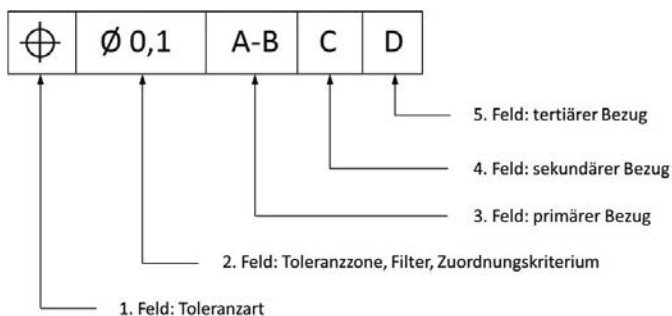 ⌖ Ø 0,1 A-B C D
5. Feld: tertiärer Bezug
4. Feld: sekundärer Bezug
3. Feld: primärer Bezug
2. Feld: Toleranzzone, Filter, Zuordnungskriterium
1. Feld: Toleranzart